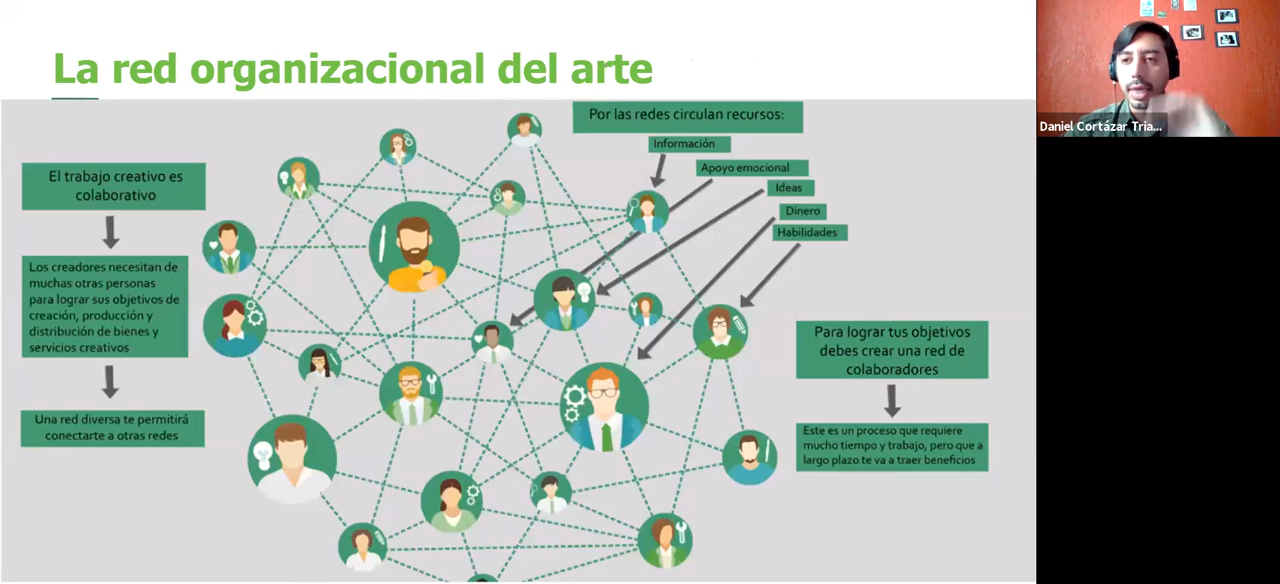 La red organizacional del arte
El trabajo creativo es
colaborativo
Los creadores necesitan de
muchas otras personas
para lograr sus objetivos de
creación, producción y
distribución de bienes y
servicios creativos
Una red diversa te permitirá
conectarte a otras redes
Por las redes circulan recursos:
Información
Apoyo emocional
Ideas
Dinero
Habilidades
Para lograr tus objetivos
debes crear una red de
colaboradores
Este es un proceso que requiere
mucho tiempo y trabajo, pero que a
largo plazo te va a traer beneficios
Daniel Cortázar Tria...